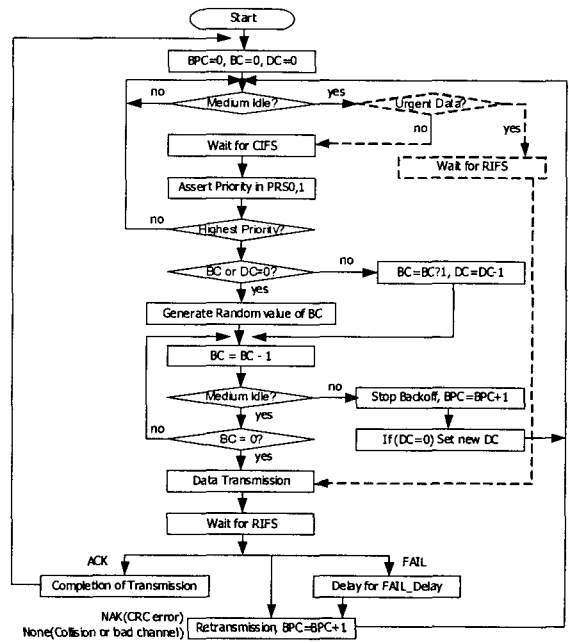 Start
BPC=0, BC=0, DC=0
no
Medium Idle?
yes
Urgent Data?
no
yes
Wait for CIFS
Wait for RIFS
Assert Priority in PRS0,1
no
Highest Priority?
BC or DC=0?
no
BC=BC?1, DC=DC-1
yes
Generate Random value of BC
BC = BC - 1
Medium Idle?
no
Stop Backoff, BPC=BPC+1
yes
no
BC = 0?
If (DC=0) Set new DC
yes
Data Transmission
Wait for RIFS
ACK
FAIL
Completion of Transmission
Delay for FAIL_Delay
NAK(CRC error)
None(Collision or bad channel)
Retransmission, BPC=BPC+1